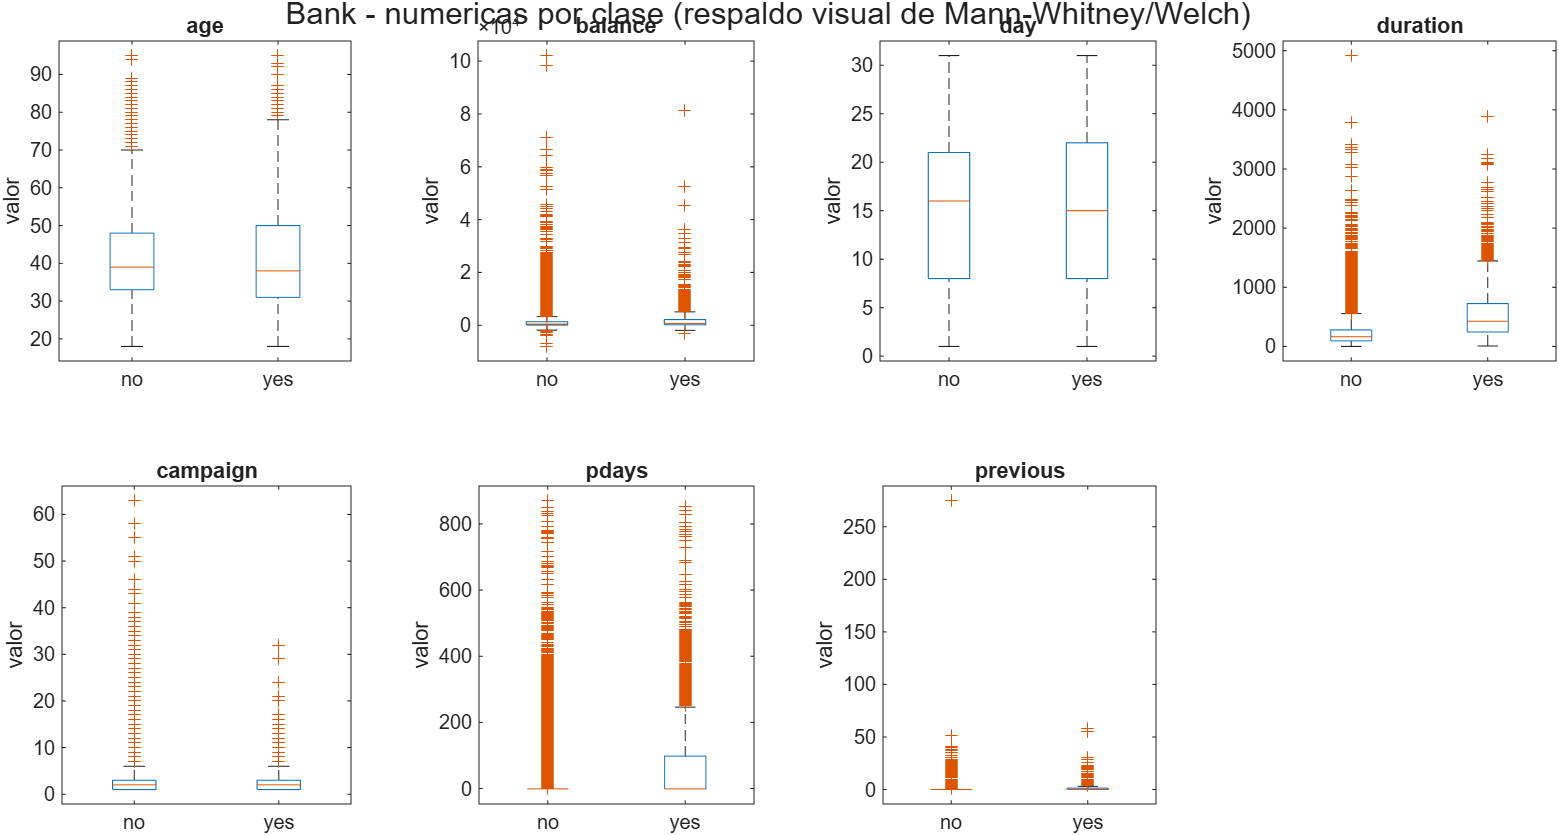 Bank - numericas por clase (respaldo visual de Mann-Whitney/Welch)
age
valor
90
80
70
60
50
40
30
20
no yes
balance
×10⁴
valor
10
8
6
4
2
0
no yes
day
valor
30
25
20
15
10
5
0
no yes
duration
valor
5000
4000
3000
2000
1000
0
no yes
campaign
valor
60
50
40
30
20
10
0
no yes
pdays
valor
800
600
400
200
0
no yes
previous
valor
250
200
150
100
50
0
no yes